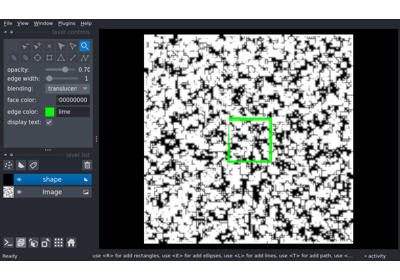 File View Window Plugins Help
layer controls
opacity: 0.70
edge width: 1
blending: translucen
face color: 00000000
edge color: lime
display text:
layer list
shape
Image
Ready
use <R> for add rectangles, use <E> for add ellipses, use <L> for add lines, use <T> for add path, use <...
activity